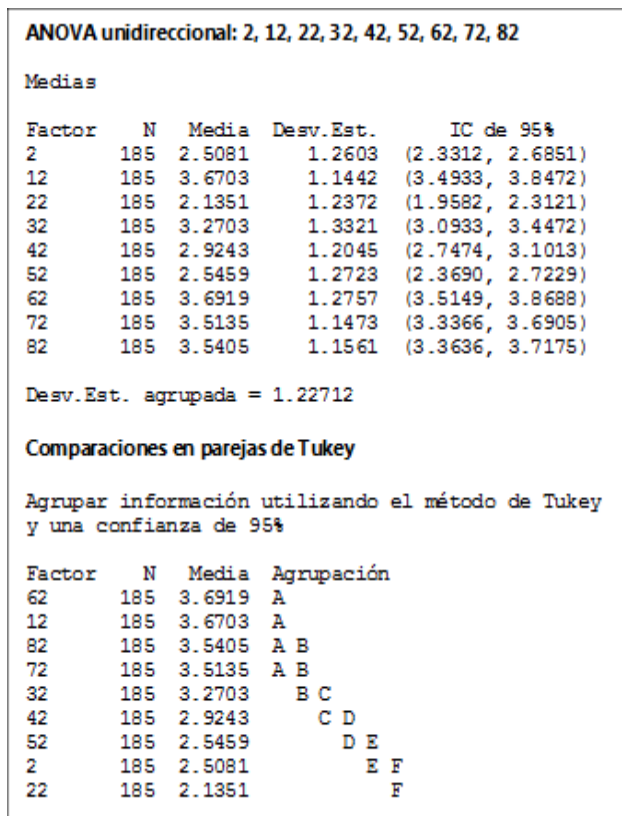 ANOVA unidireccional: 2, 12, 22, 32, 42, 52, 62, 72, 82
Medias
Factor N Media Desv.Est. IC de 95%
2 185 2.5081 1.2603 (2.3312, 2.6851)
12 185 3.6703 1.1442 (3.4933, 3.8472)
22 185 2.1351 1.2372 (1.9582, 2.3121)
32 185 3.2703 1.3321 (3.0933, 3.4472)
42 185 2.9243 1.2045 (2.7474, 3.1013)
52 185 2.5459 1.2723 (2.3690, 2.7229)
62 185 3.6919 1.2757 (3.5149, 3.8688)
72 185 3.5135 1.1473 (3.3366, 3.6905)
82 185 3.5405 1.1561 (3.3636, 3.7175)
Desv.Est. agrupada = 1.22712
Comparaciones en parejas de Tukey
Agrupar información utilizando el método de Tukey
y una confianza de 95%
Factor N Media Agrupación
62 185 3.6919 A
12 185 3.6703 A
82 185 3.5405 A B
72 185 3.5135 A B
32 185 3.2703 B C
42 185 2.9243 C D
52 185 2.5459 D E
2 185 2.5081 E F
22 185 2.1351 F